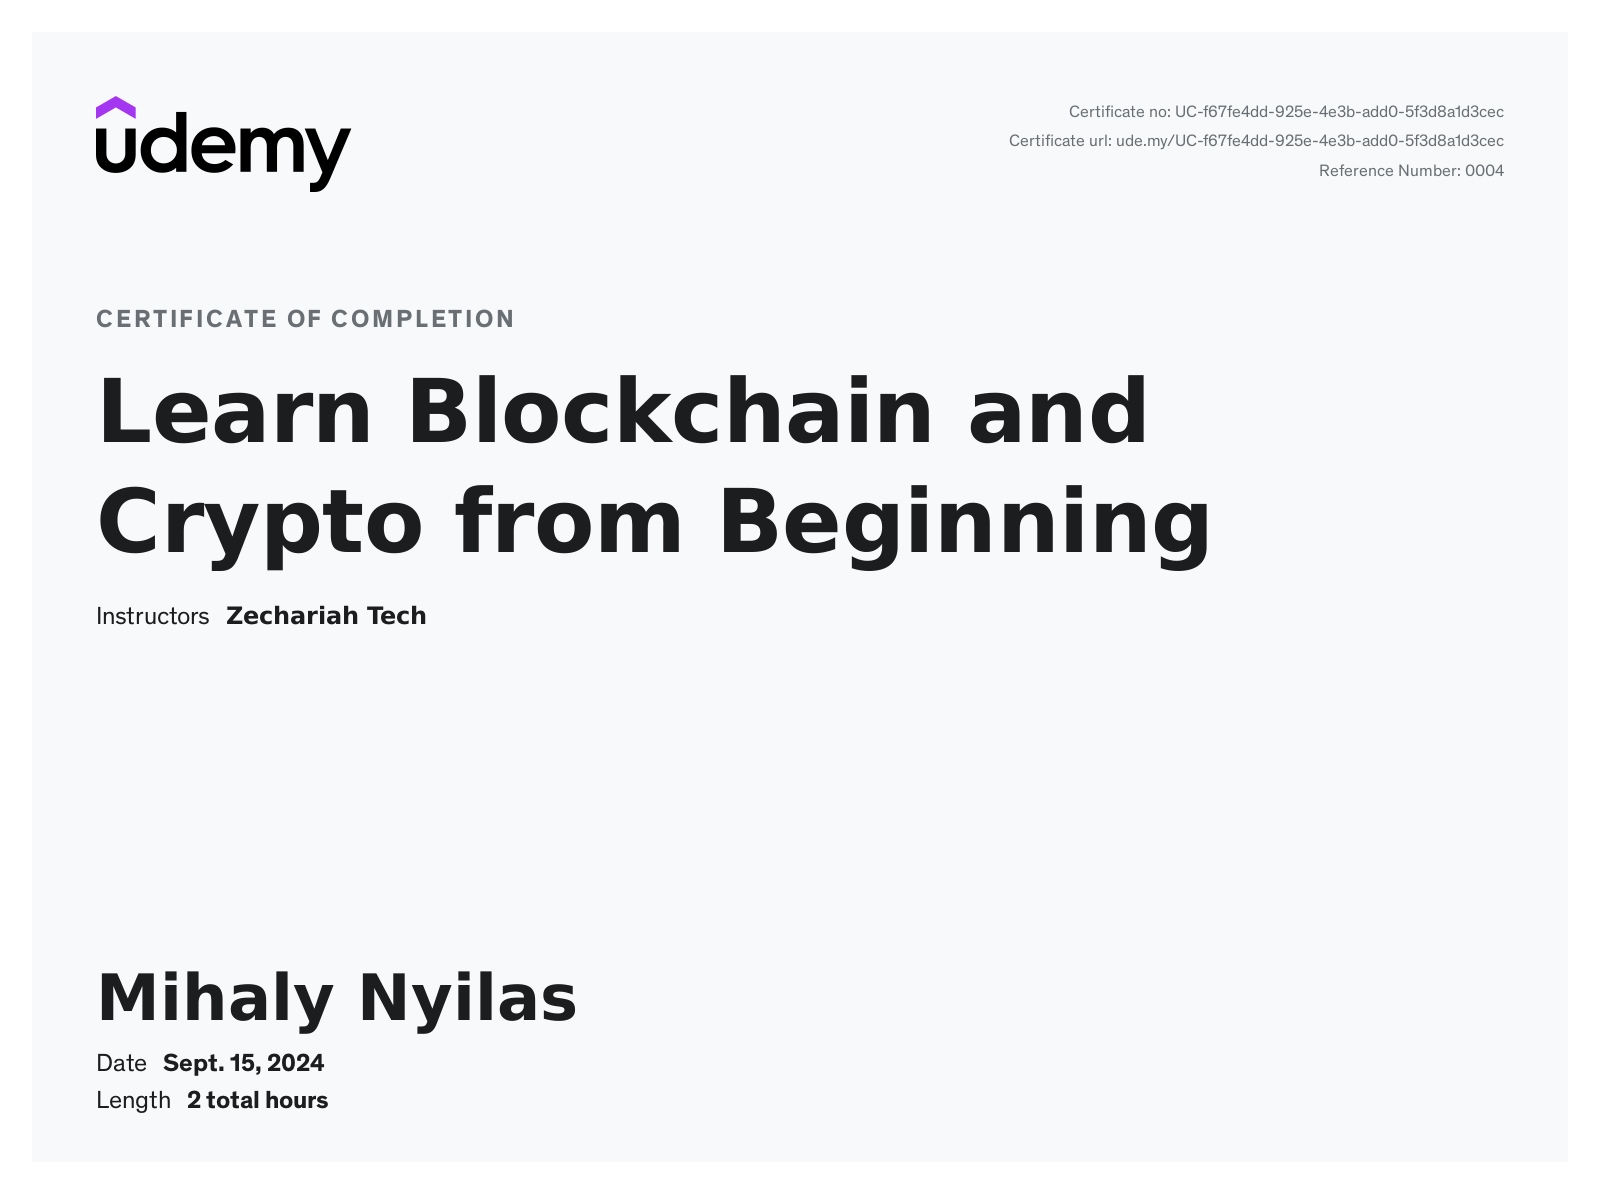 udemy
Certificate no: UC-f67fe4dd-925e-4e3b-add0-5f3d8a1d3cec
Certificate url: ude.my/UC-f67fe4dd-925e-4e3b-add0-5f3d8a1d3cec
Reference Number: 0004
CERTIFICATE OF COMPLETION
Learn Blockchain and
Crypto from Beginning
Instructors Zechariah Tech
Mihaly Nyilas
Date Sept. 15, 2024
Length 2 total hours